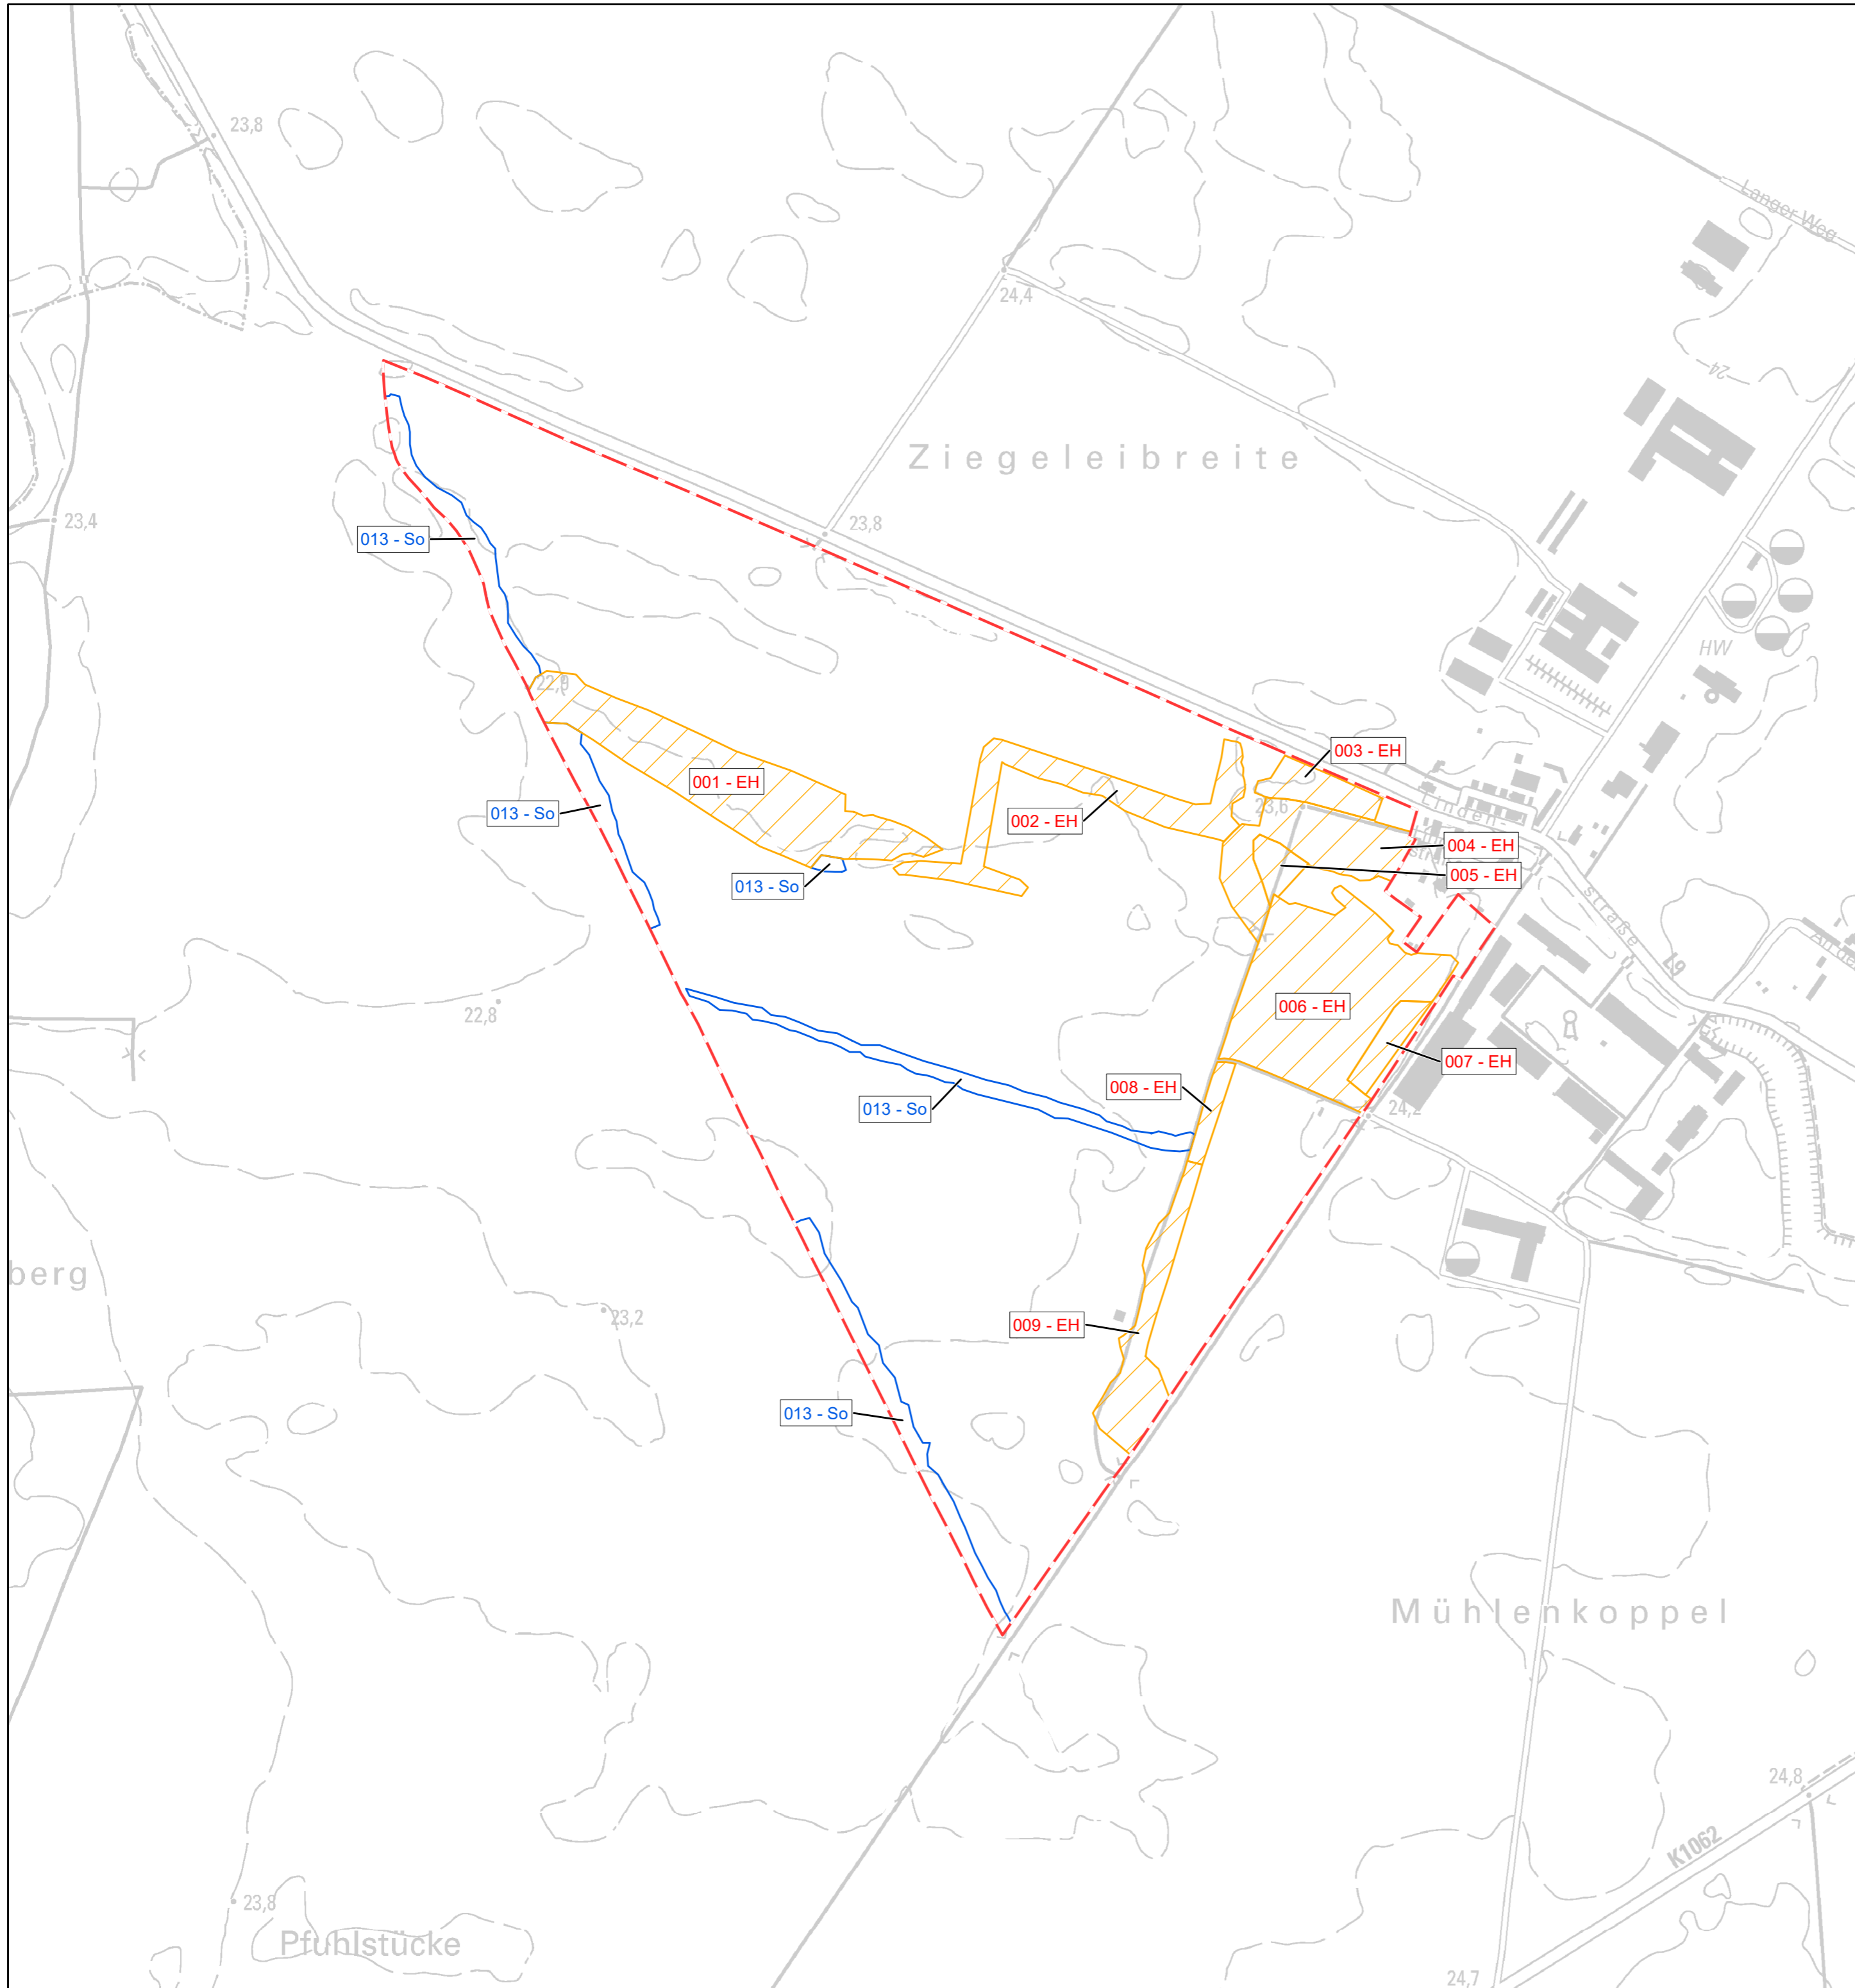 23,8
Langer Weg
24,4
24
Ziegeleibreite
23,4
23,8
013 - So
HW
22,8
003 - EH
001 - EH
23,6
Linden-
013 - So
002 - EH
004 - EH
005 - EH
013 - So
straße
L9
An der
22,8
006 - EH
007 - EH
008 - EH
013 - So
24,2
berg
23,2
009 - EH
013 - So
Mühlenkoppel
24,8
K1062
23,8
Pfuhlstücke
24,7